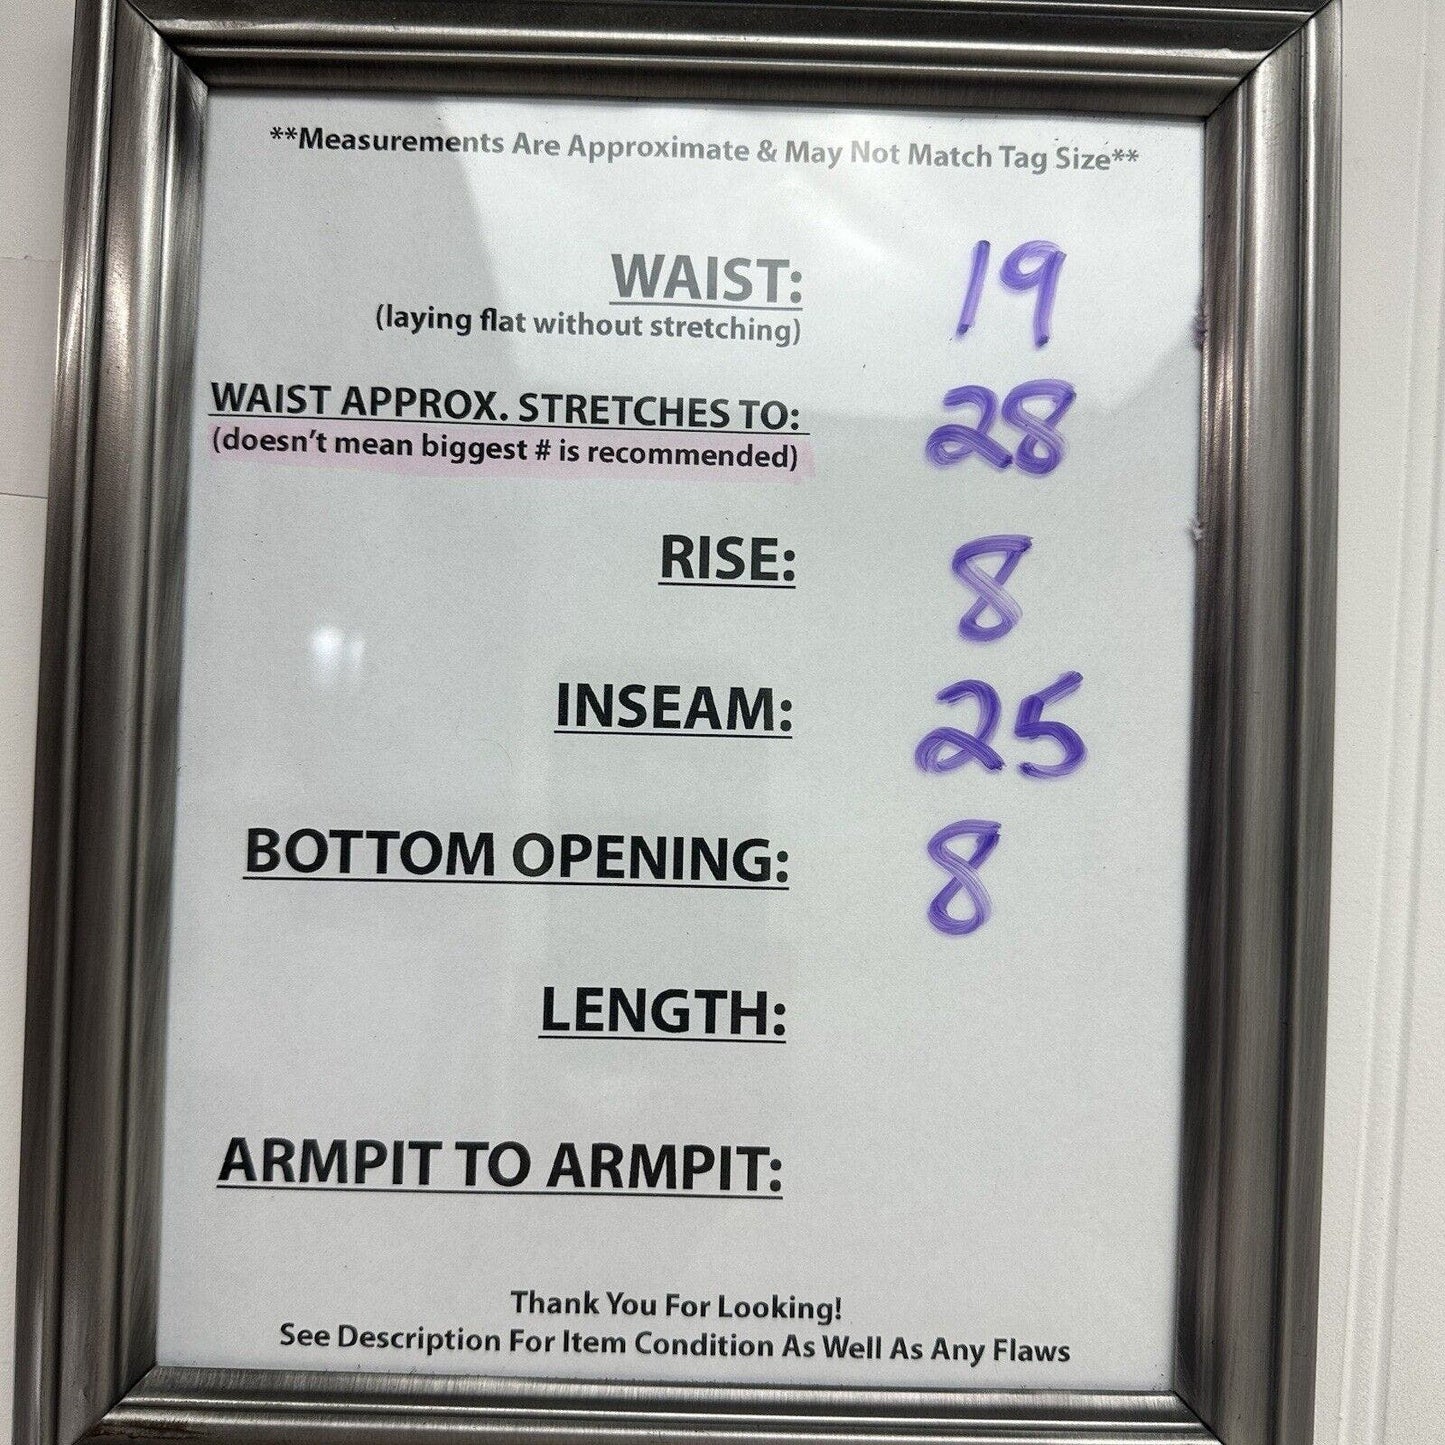 **Measurements Are Approximate & May Not Match Tag Size**
WAIST: 19
(laying flat without stretching)
WAIST APPROX. STRETCHES TO: 28
(doesn't mean biggest # is recommended)
RISE: 8
INSEAM: 25
BOTTOM OPENING: 8
LENGTH:
ARMPIT TO ARMPIT:
Thank You For Looking!
See Description For Item Condition As Well As Any Flaws